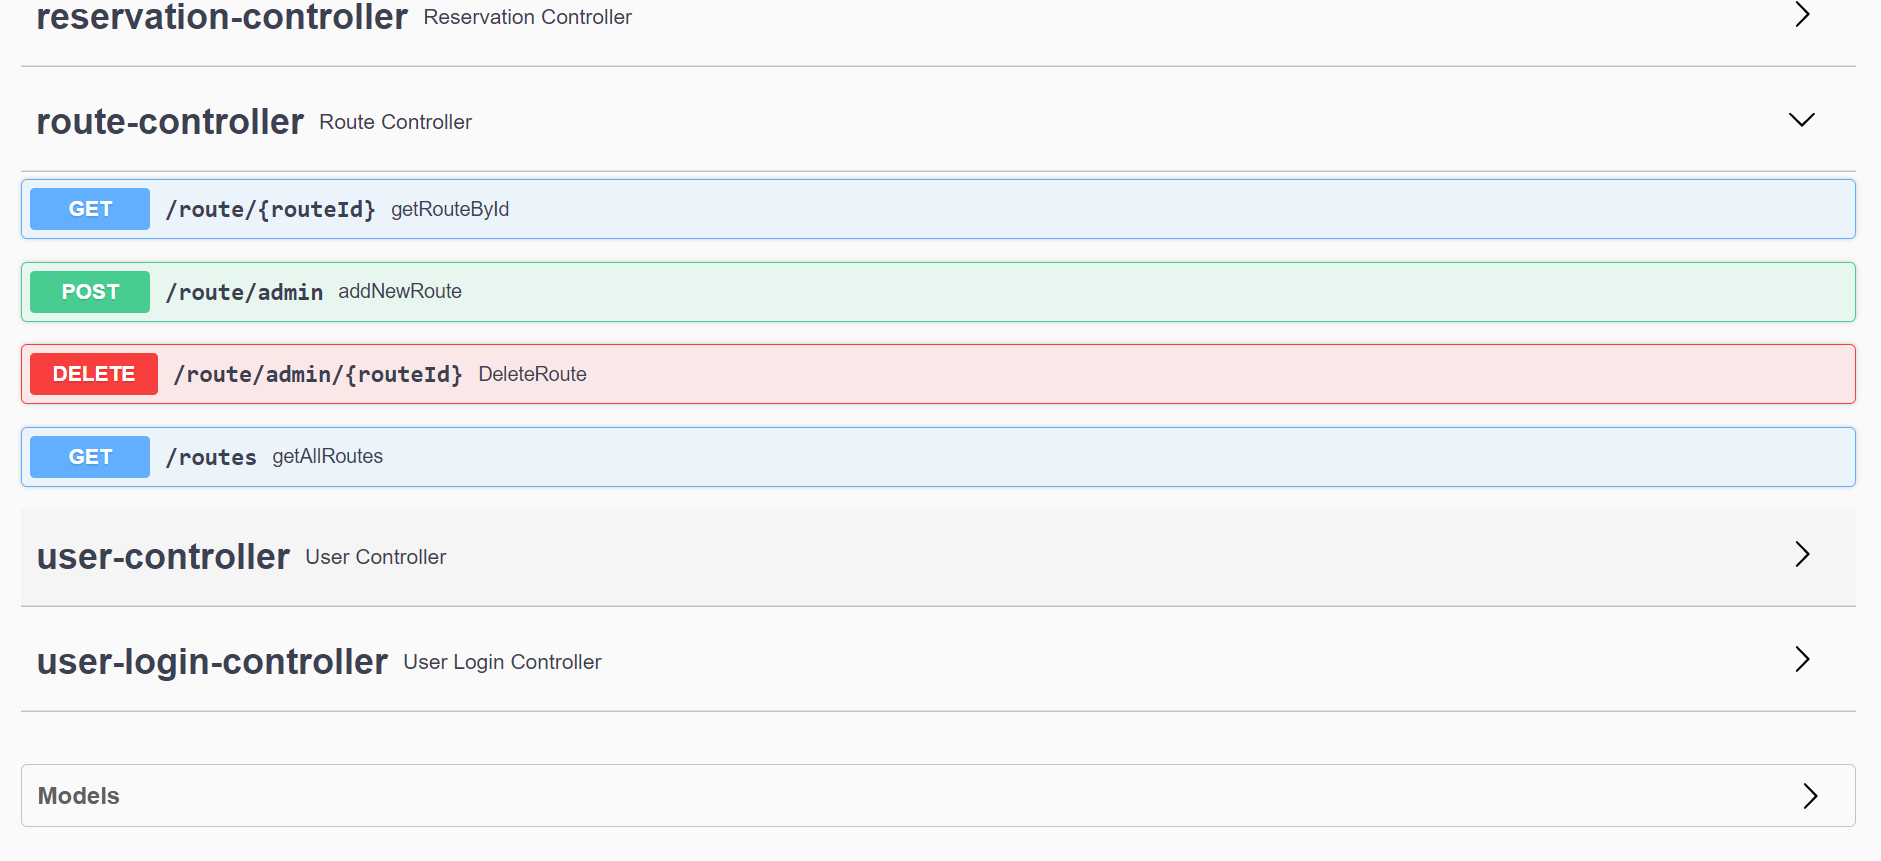 reservation-controller Reservation Controller
route-controller Route Controller
GET /route/{routeId} getRouteById
POST /route/admin addNewRoute
DELETE /route/admin/{routeId} DeleteRoute
GET /routes getAllRoutes
user-controller User Controller
user-login-controller User Login Controller
Models